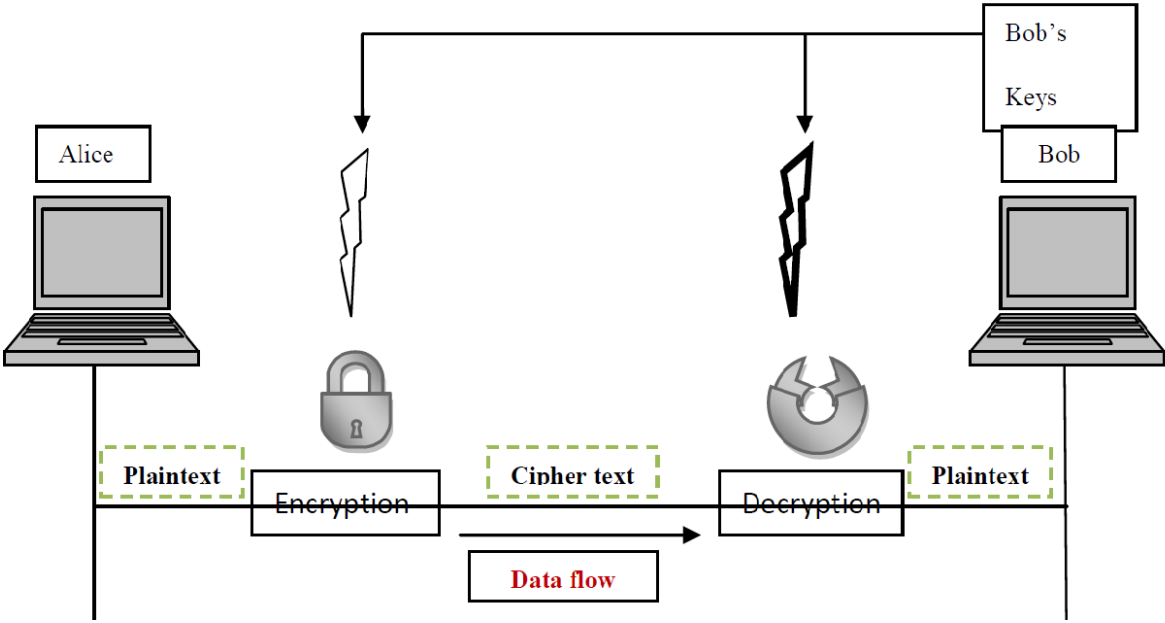 Bob’s
Keys
Alice
Bob
Plaintext
Cipher text
Plaintext
Encryption
Decryption
Data flow